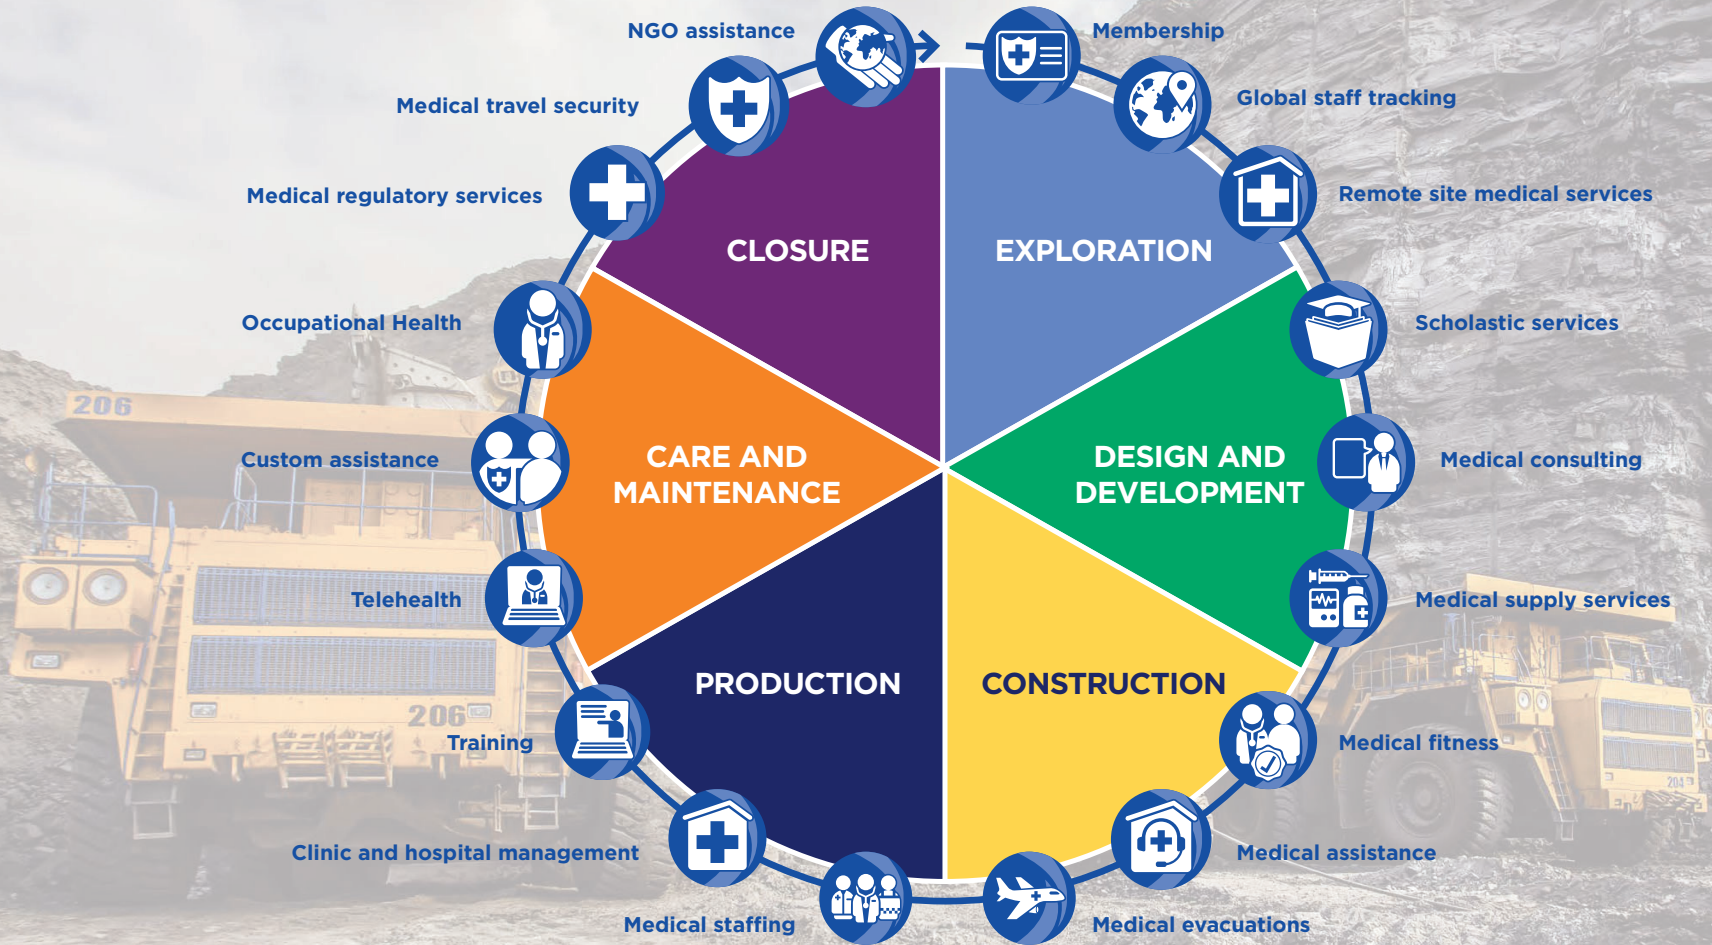 NGO assistance
Membership
Medical travel security
Global staff tracking
Medical regulatory services
Remote site medical services
CLOSURE
EXPLORATION
Occupational Health
Scholastic services
206
Custom assistance
CARE AND
MAINTENANCE
DESIGN AND
DEVELOPMENT
Medical consulting
Telehealth
Medical supply services
PRODUCTION
CONSTRUCTION
206
Training
Medical fitness
204
Clinic and hospital management
Medical assistance
Medical staffing
Medical evacuations